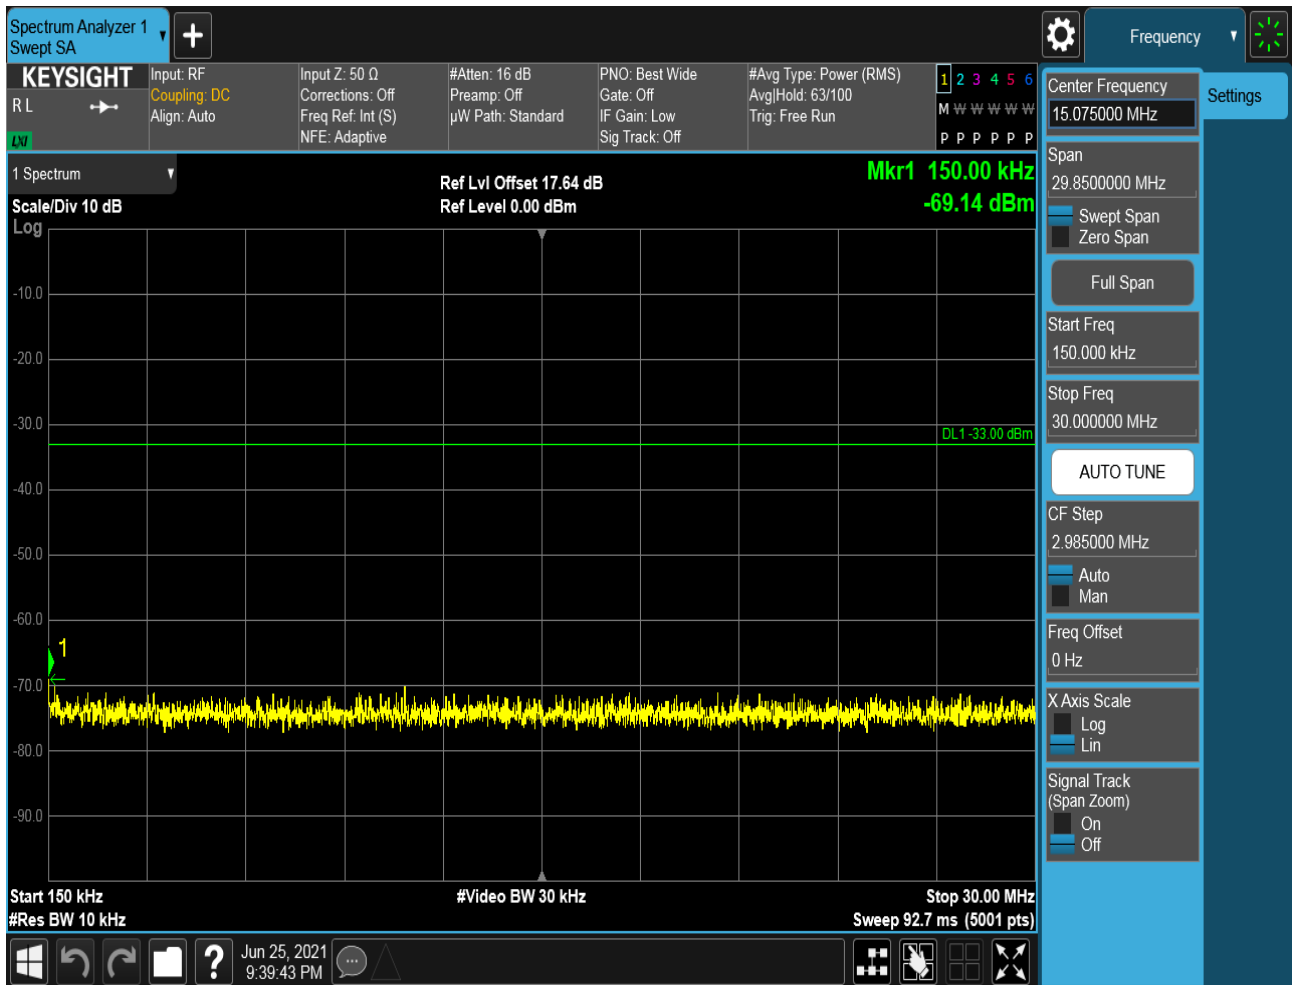 Spectrum Analyzer 1
Swept SA
Frequency
KEYSIGHT
R L
LXI
Input: RF
Coupling: DC
Align: Auto
Input Z: 50 Ω
Corrections: Off
Freq Ref: Int (S)
NFE: Adaptive
#Atten: 16 dB
Preamp: Off
µW Path: Standard
PNO: Best Wide
Gate: Off
IF Gain: Low
Sig Track: Off
#Avg Type: Power (RMS)
Avg|Hold: 63/100
Trig: Free Run
1 2 3 4 5 6
M W W W W W
P P P P P P
1 Spectrum
Scale/Div 10 dB
Log
Ref Lvl Offset 17.64 dB
Ref Level 0.00 dBm
Mkr1 150.00 kHz
-69.14 dBm
-10.0
-20.0
-30.0
DL1 -33.00 dBm
-40.0
-50.0
-60.0
1
-70.0
-80.0
-90.0
Start 150 kHz
#Res BW 10 kHz
#Video BW 30 kHz
Stop 30.00 MHz
Sweep 92.7 ms (5001 pts)
?
Jun 25, 2021
9:39:43 PM
Center Frequency
15.075000 MHz
Settings
Span
29.8500000 MHz
Swept Span
Zero Span
Full Span
Start Freq
150.000 kHz
Stop Freq
30.000000 MHz
AUTO TUNE
CF Step
2.985000 MHz
Auto
Man
Freq Offset
0 Hz
X Axis Scale
Log
Lin
Signal Track
(Span Zoom)
On
Off